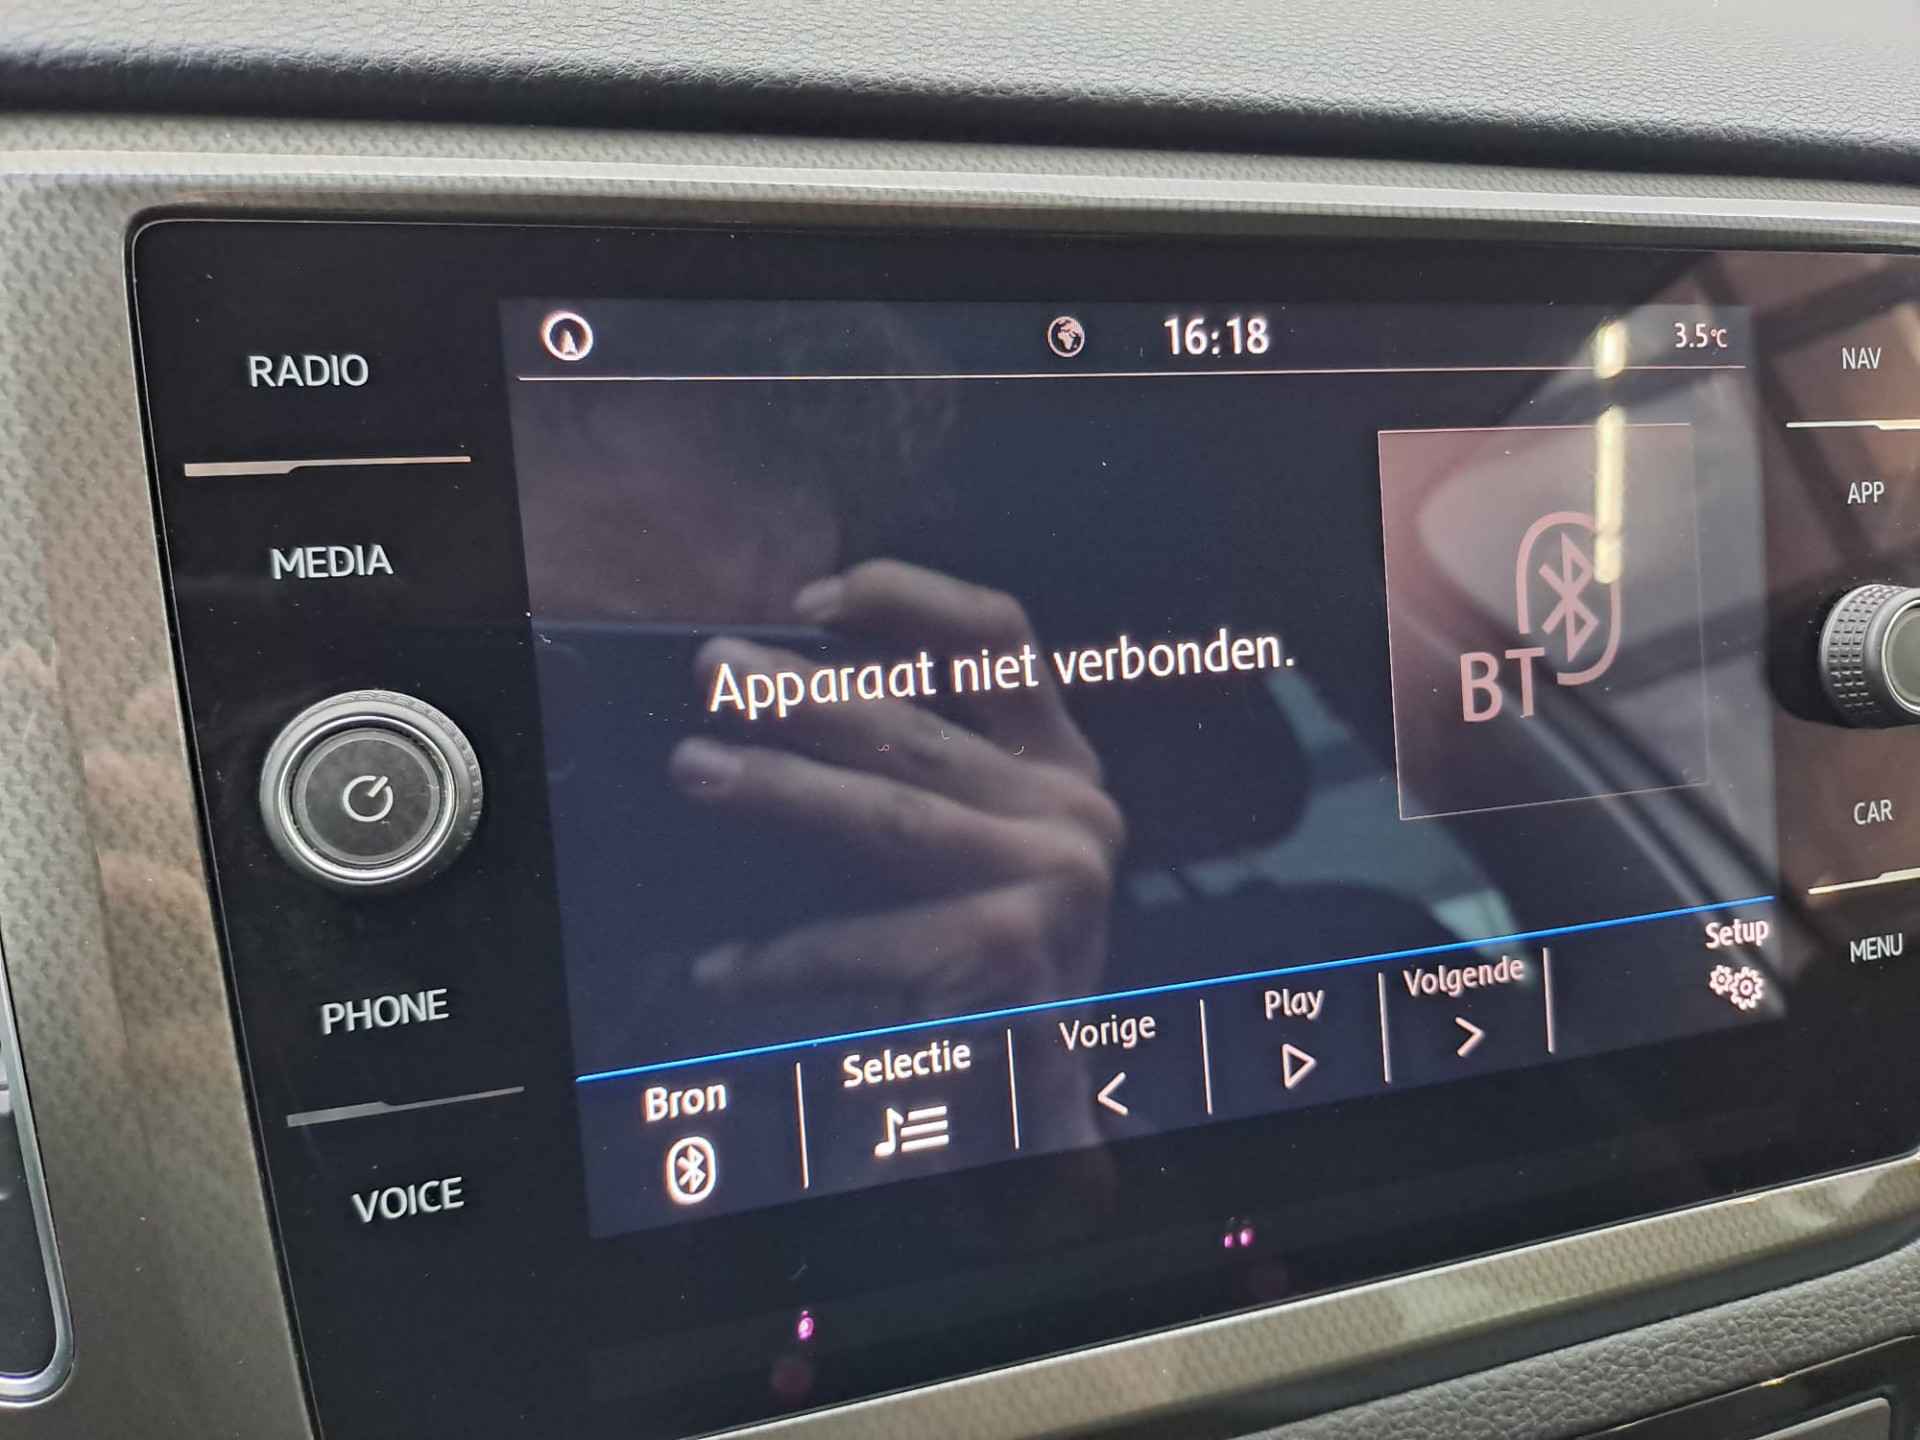 16:18
3.5°C
RADIO
MEDIA
PHONE
VOICE
Apparaat niet verbonden.
BT
Bron
Selectie
Vorige
Play
Volgende
Setup
NAV
APP
CAR
MENU